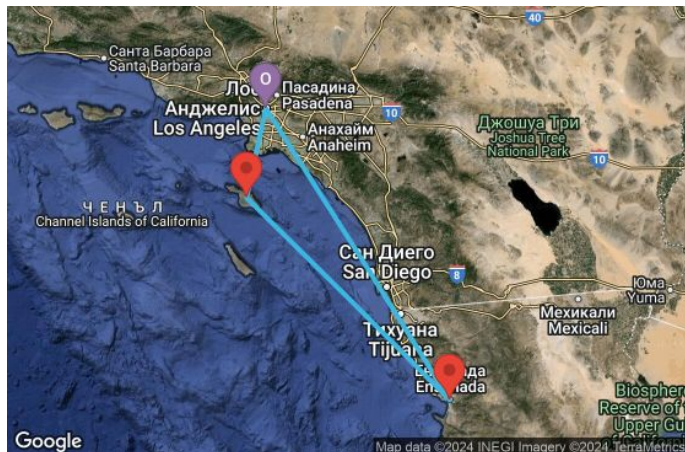 40
Санта Барбара
Santa Barbara
O
Пасадина
Pasadena
Анджелис
Los Angeles
10
Анахайм
Anaheim
Джошуа Три
Joshua Tree
National Park
10
ЧЕНЪЛ
Channel Islands of California
Сан Диего
San Diego
8
Юма
Yuma
Мехикали
Mexicali
Тихуана
Tijuana
Biosphere
Reserve of
Upper Gu
Google
Map data ©2024 INEGI Imagery ©2024 TerraMetrics